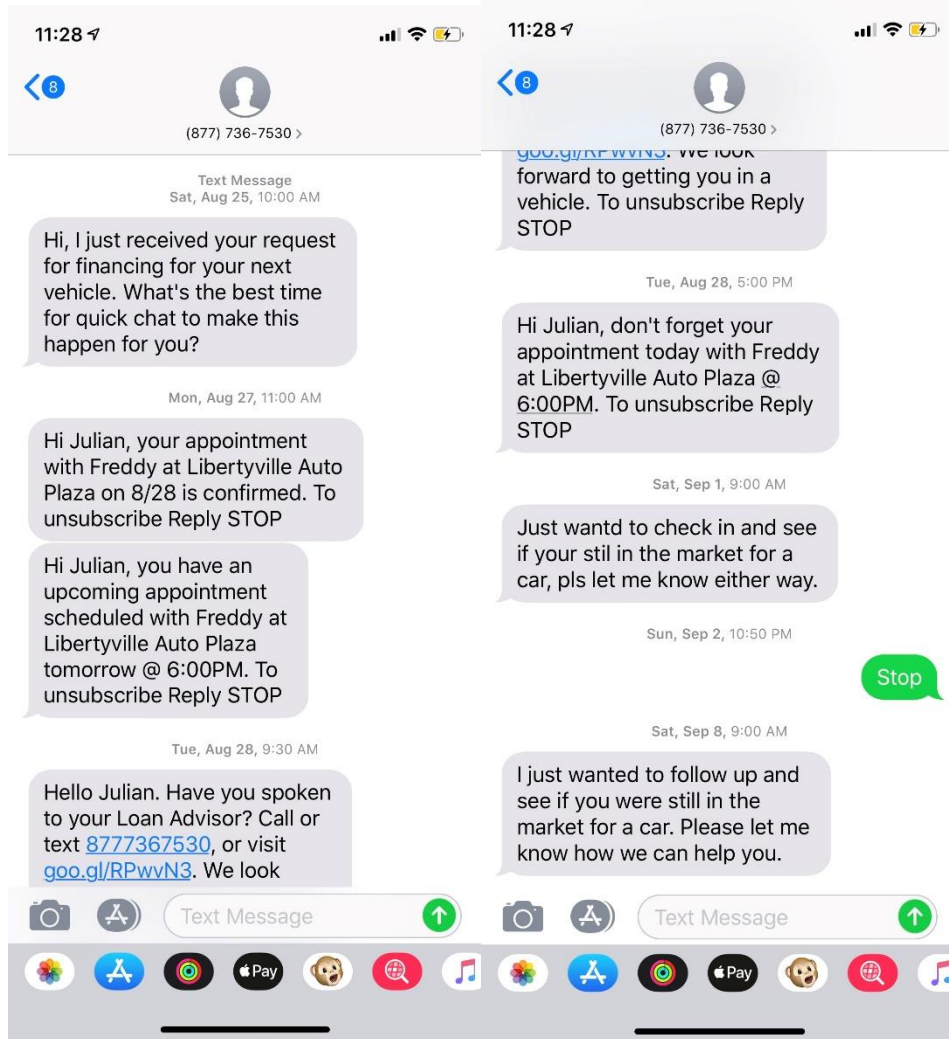 11:28
8
(877) 736-7530 >
Text Message
Sat, Aug 25, 10:00 AM
Hi, I just received your request
for financing for your next
vehicle. What's the best time
for quick chat to make this
happen for you?
Mon, Aug 27, 11:00 AM
Hi Julian, your appointment
with Freddy at Libertyville Auto
Plaza on 8/28 is confirmed. To
unsubscribe Reply STOP
Hi Julian, you have an
upcoming appointment
scheduled with Freddy at
Libertyville Auto Plaza
tomorrow @ 6:00PM. To
unsubscribe Reply STOP
Tue, Aug 28, 9:30 AM
Hello Julian. Have you spoken
to your Loan Advisor? Call or
text 8777367530, or visit
goo.gl/RPwvN3. We look
Text Message
Pay
11:28
8
(877) 736-7530 >
goo.gl/RPwvN3. We look
forward to getting you in a
vehicle. To unsubscribe Reply
STOP
Tue, Aug 28, 5:00 PM
Hi Julian, don't forget your
appointment today with Freddy
at Libertyville Auto Plaza @
6:00PM. To unsubscribe Reply
STOP
Sat, Sep 1, 9:00 AM
Just wantd to check in and see
if your stil in the market for a
car, pls let me know either way.
Sun, Sep 2, 10:50 PM
Stop
Sat, Sep 8, 9:00 AM
I just wanted to follow up and
see if you were still in the
market for a car. Please let me
know how we can help you.
Text Message
Pay